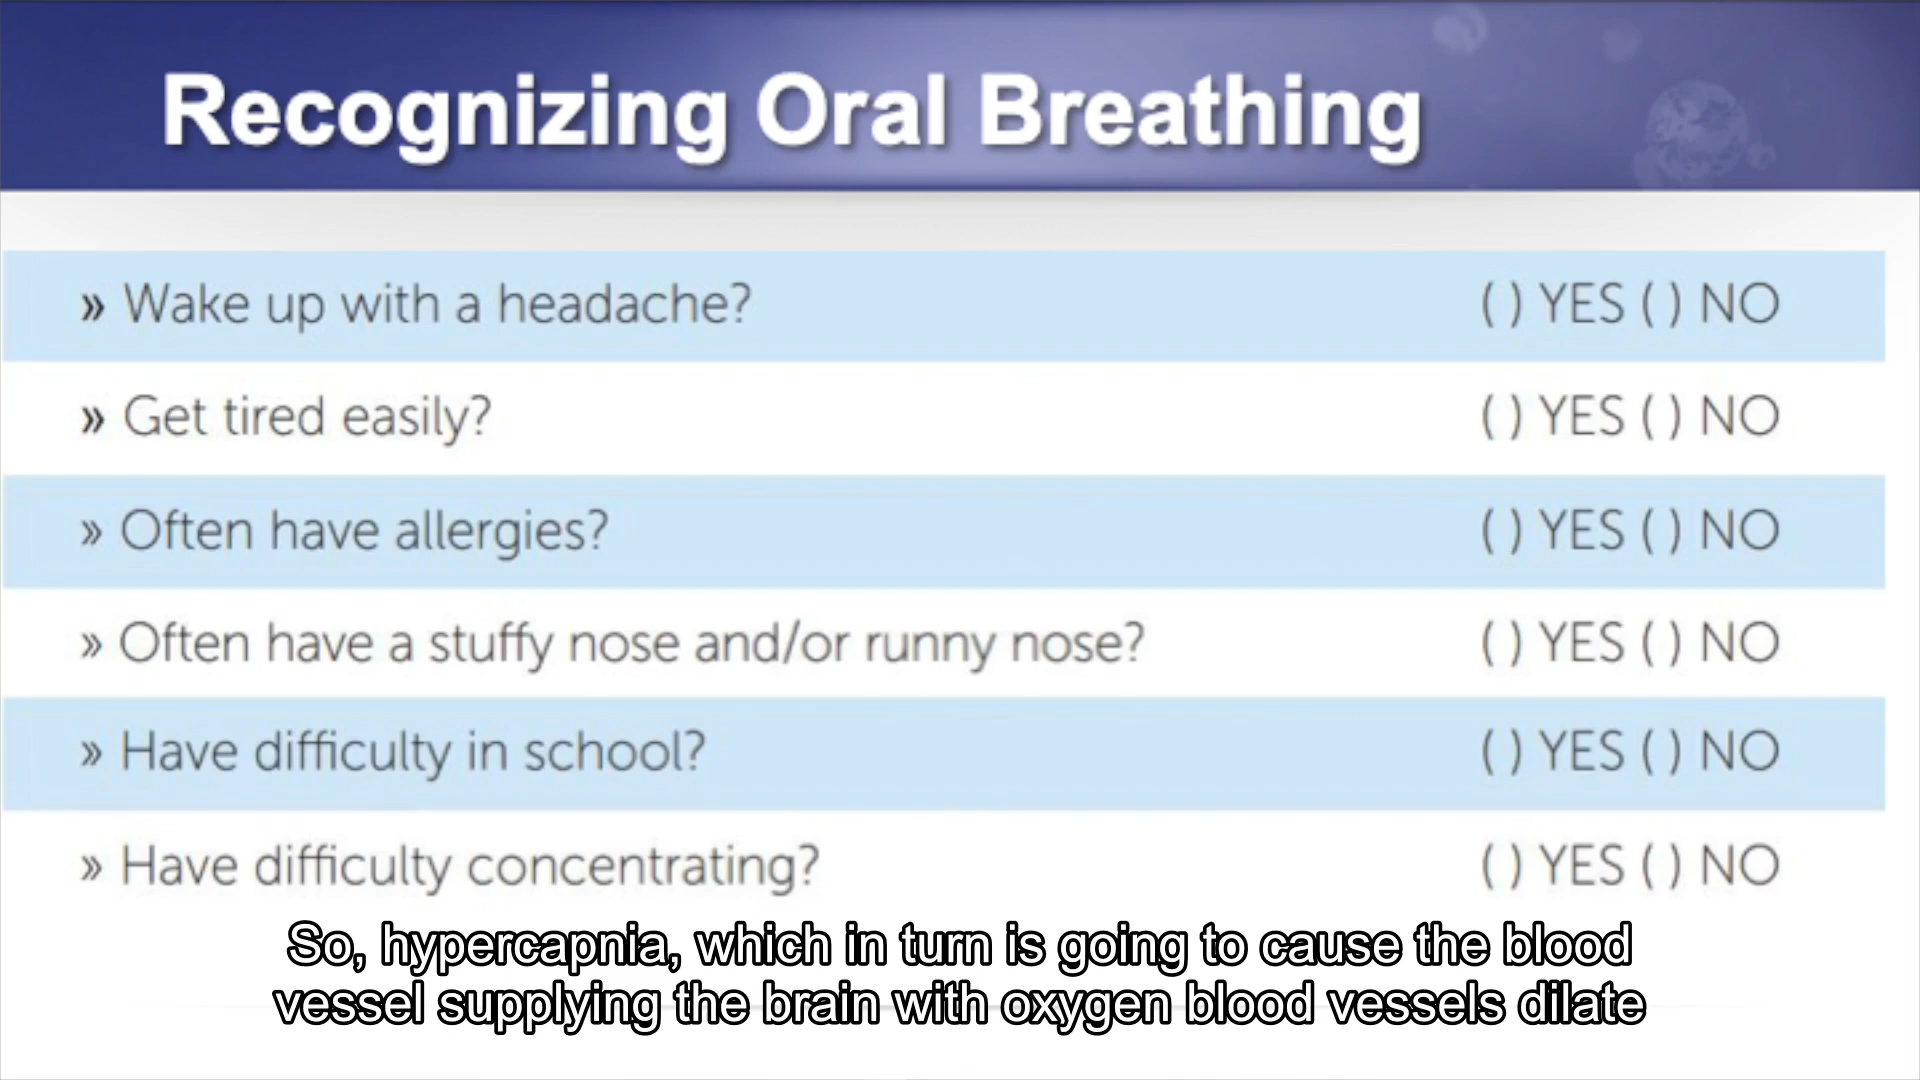 Recognizing Oral Breathing
» Wake up with a headache? ( ) YES ( ) NO
» Get tired easily? ( ) YES ( ) NO
» Often have allergies? ( ) YES ( ) NO
» Often have a stuffy nose and/or runny nose? ( ) YES ( ) NO
» Have difficulty in school? ( ) YES ( ) NO
» Have difficulty concentrating? ( ) YES ( ) NO
So, hypercapnia, which in turn is going to cause the blood
vessel supplying the brain with oxygen blood vessels dilate